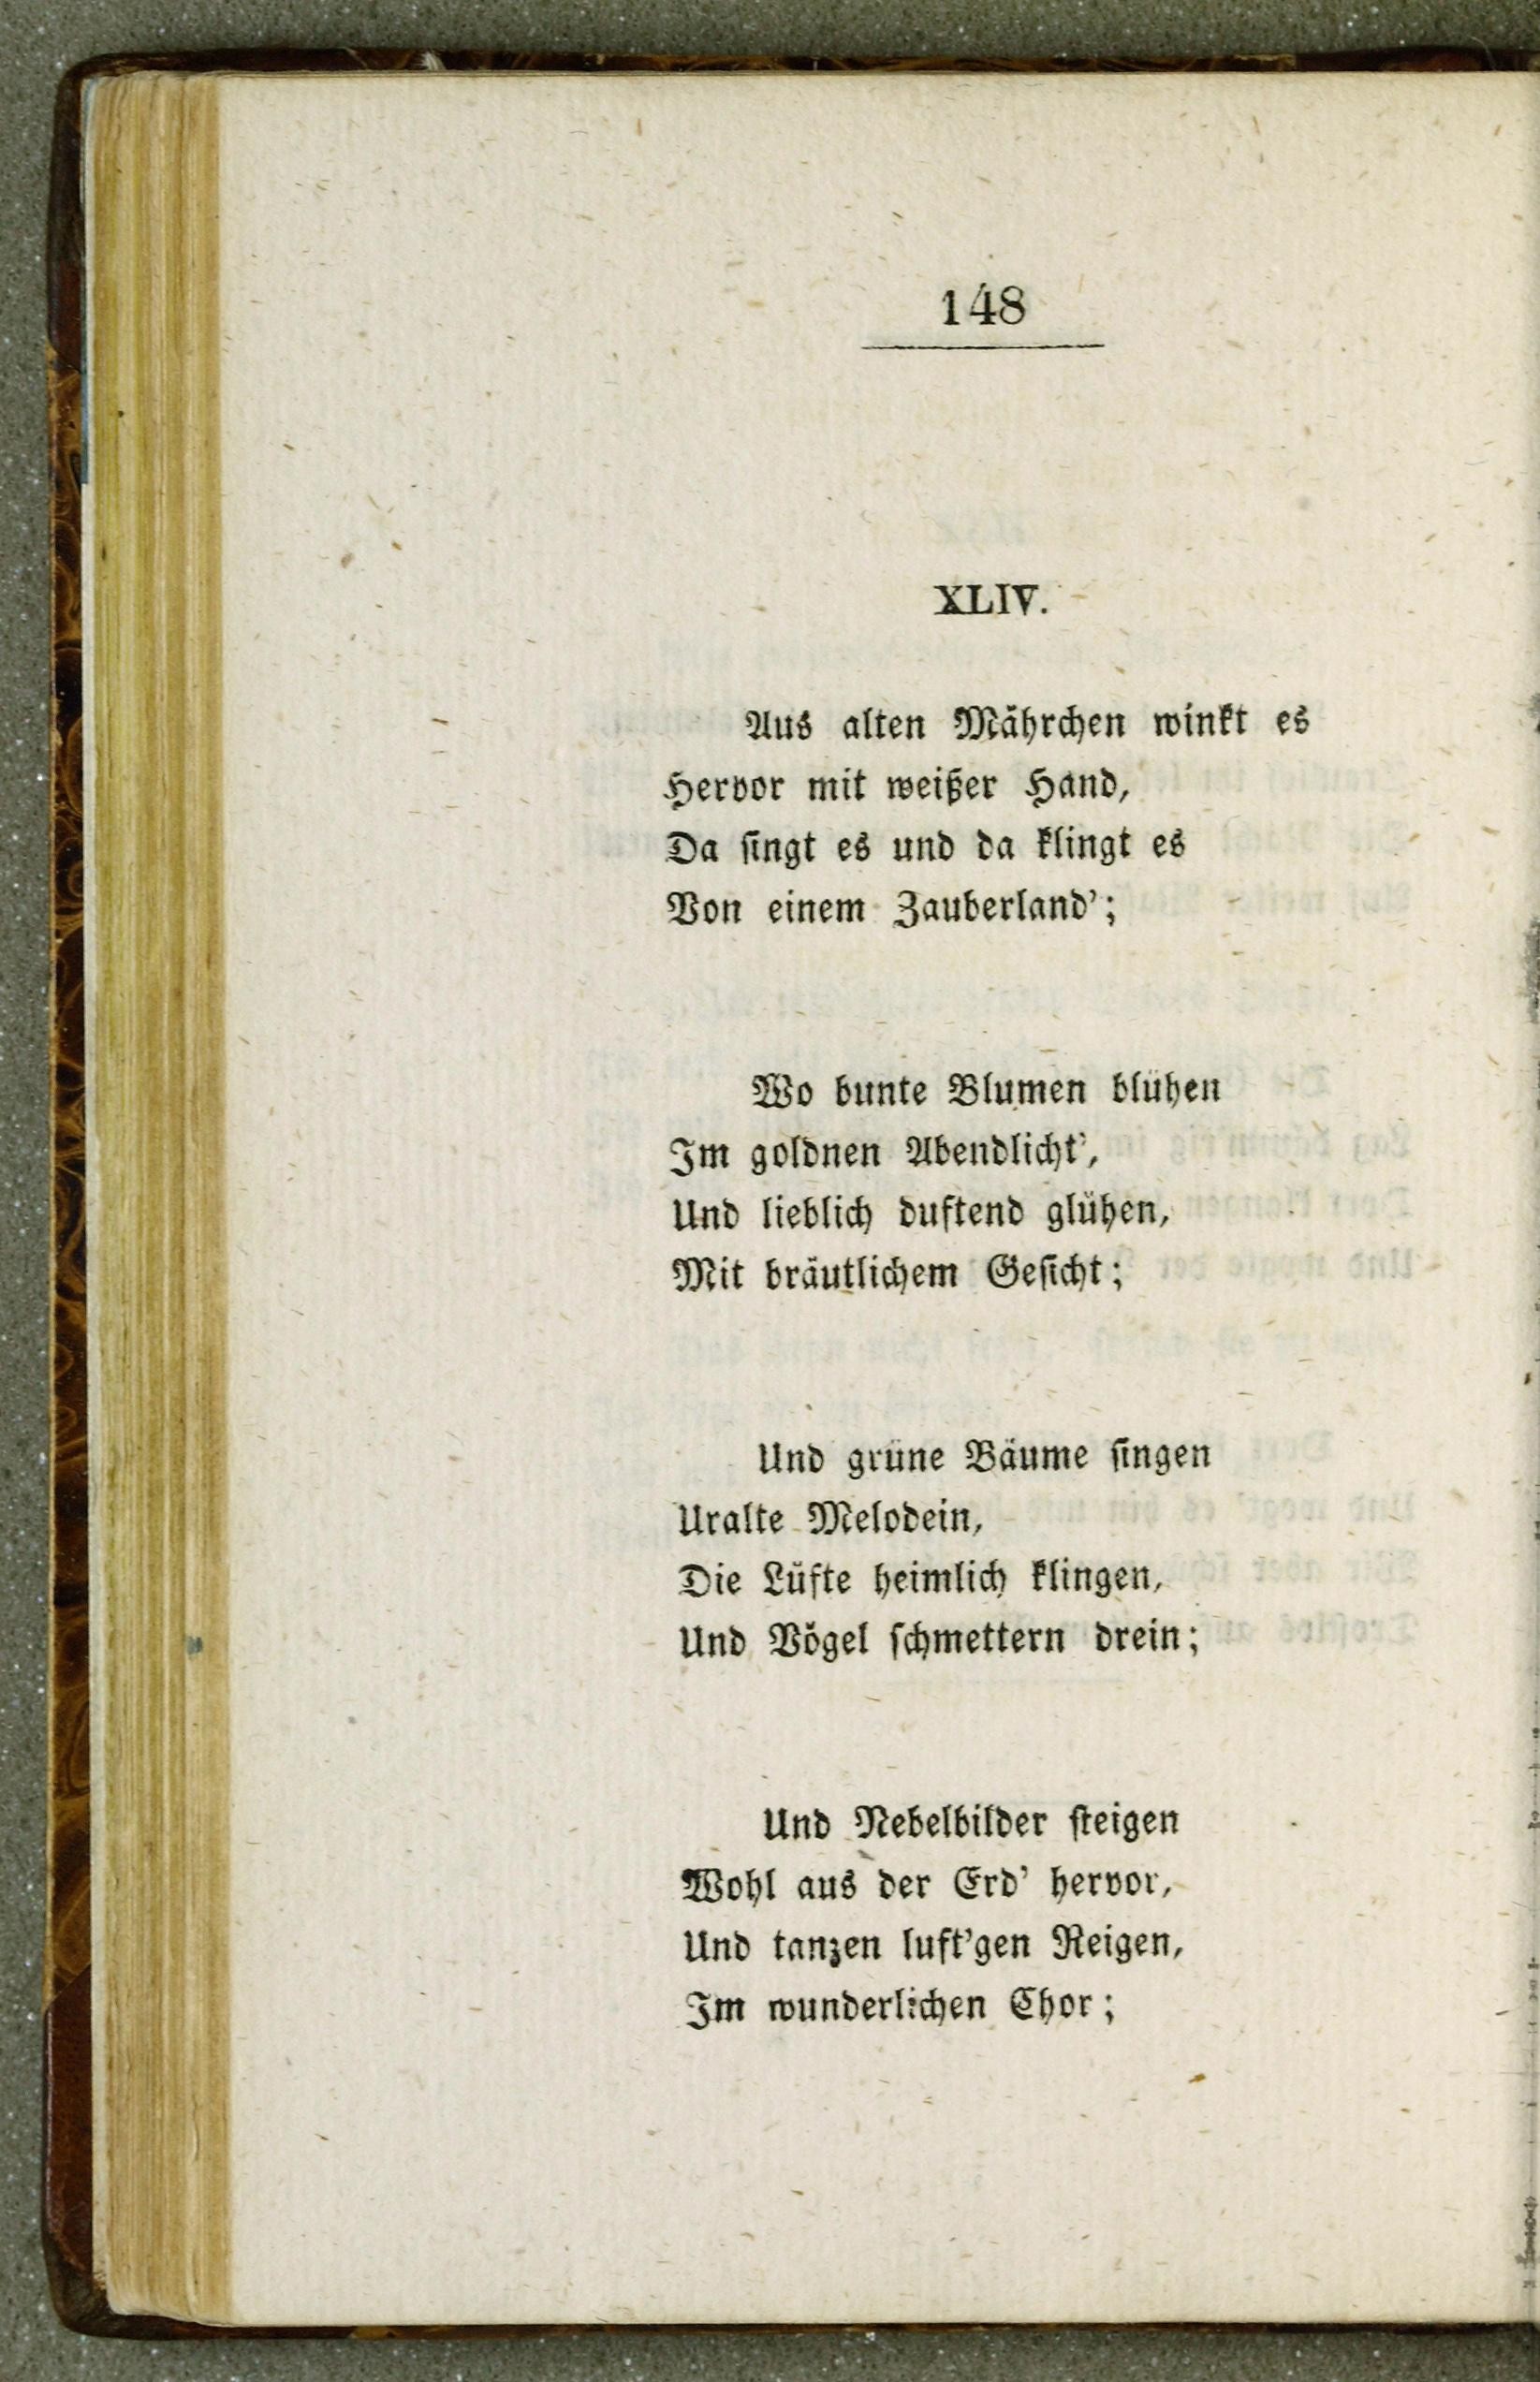 148
XLIV.
Aus alten Mährchen winkt es
Hervor mit weißer Hand,
Da ſingt es und da klingt es
Von einem Zauberland’;
Wo bunte Blumen blühen
Im goldnen Abendlicht’,
Und lieblich duftend glühen,
Mit bräutlichem Geſicht;
Und grüne Bäume ſingen
Uralte Melodein,
Die Lüfte heimlich klingen,
Und Vögel ſchmettern drein;
Und Nebelbilder ſteigen
Wohl aus der Erd’ hervor,
Und tanzen luft’gen Reigen,
Im wunderlichen Chor;